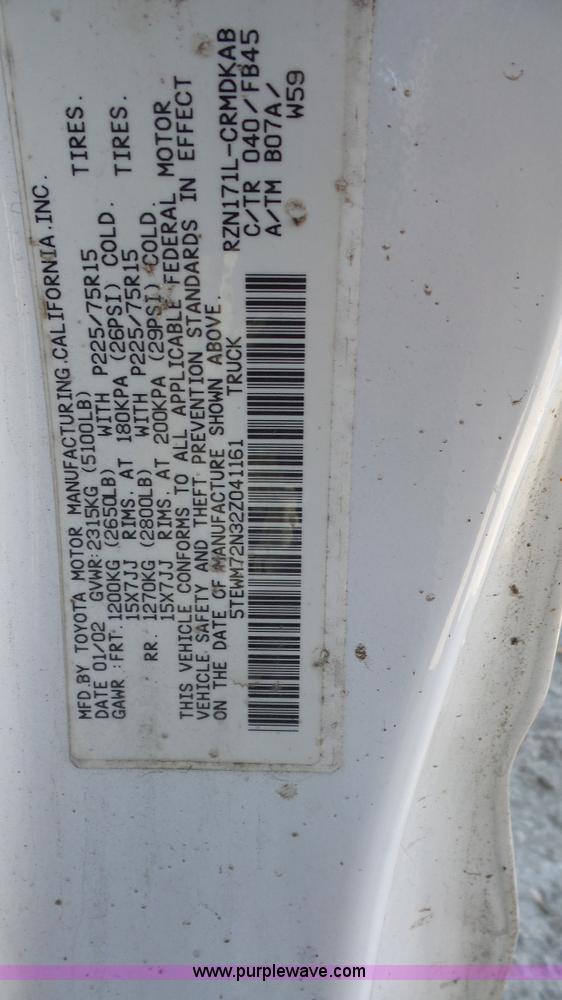 MFD.BY TOYOTA MOTOR MANUFACTURING.CALIFORNIA.INC.
DATE 01/02 GVWR:2315KG (5100LB)
GAWR :FRT.1200KG (2650LB) WITH P225/75R15 TIRES.
15X7JJ RIMS. AT 180KPA (26PSI) COLD.
RR. 1270KG (2800LB) WITH P225/75R15 TIRES.
15X7JJ RIMS. AT 200KPA (29PSI) COLD.
THIS VEHICLE CONFORMS TO ALL APPLICABLE FEDERAL MOTOR
VEHICLE SAFETY AND THEFT PREVENTION STANDARDS IN EFFECT
ON THE DATE OF MANUFACTURE SHOWN ABOVE.
5TEWM72N32Z041161 TRUCK
RZN171L-CRMDKAB
C/TR 040/FB45
A/TM B07A/
W59
www.purplewave.com